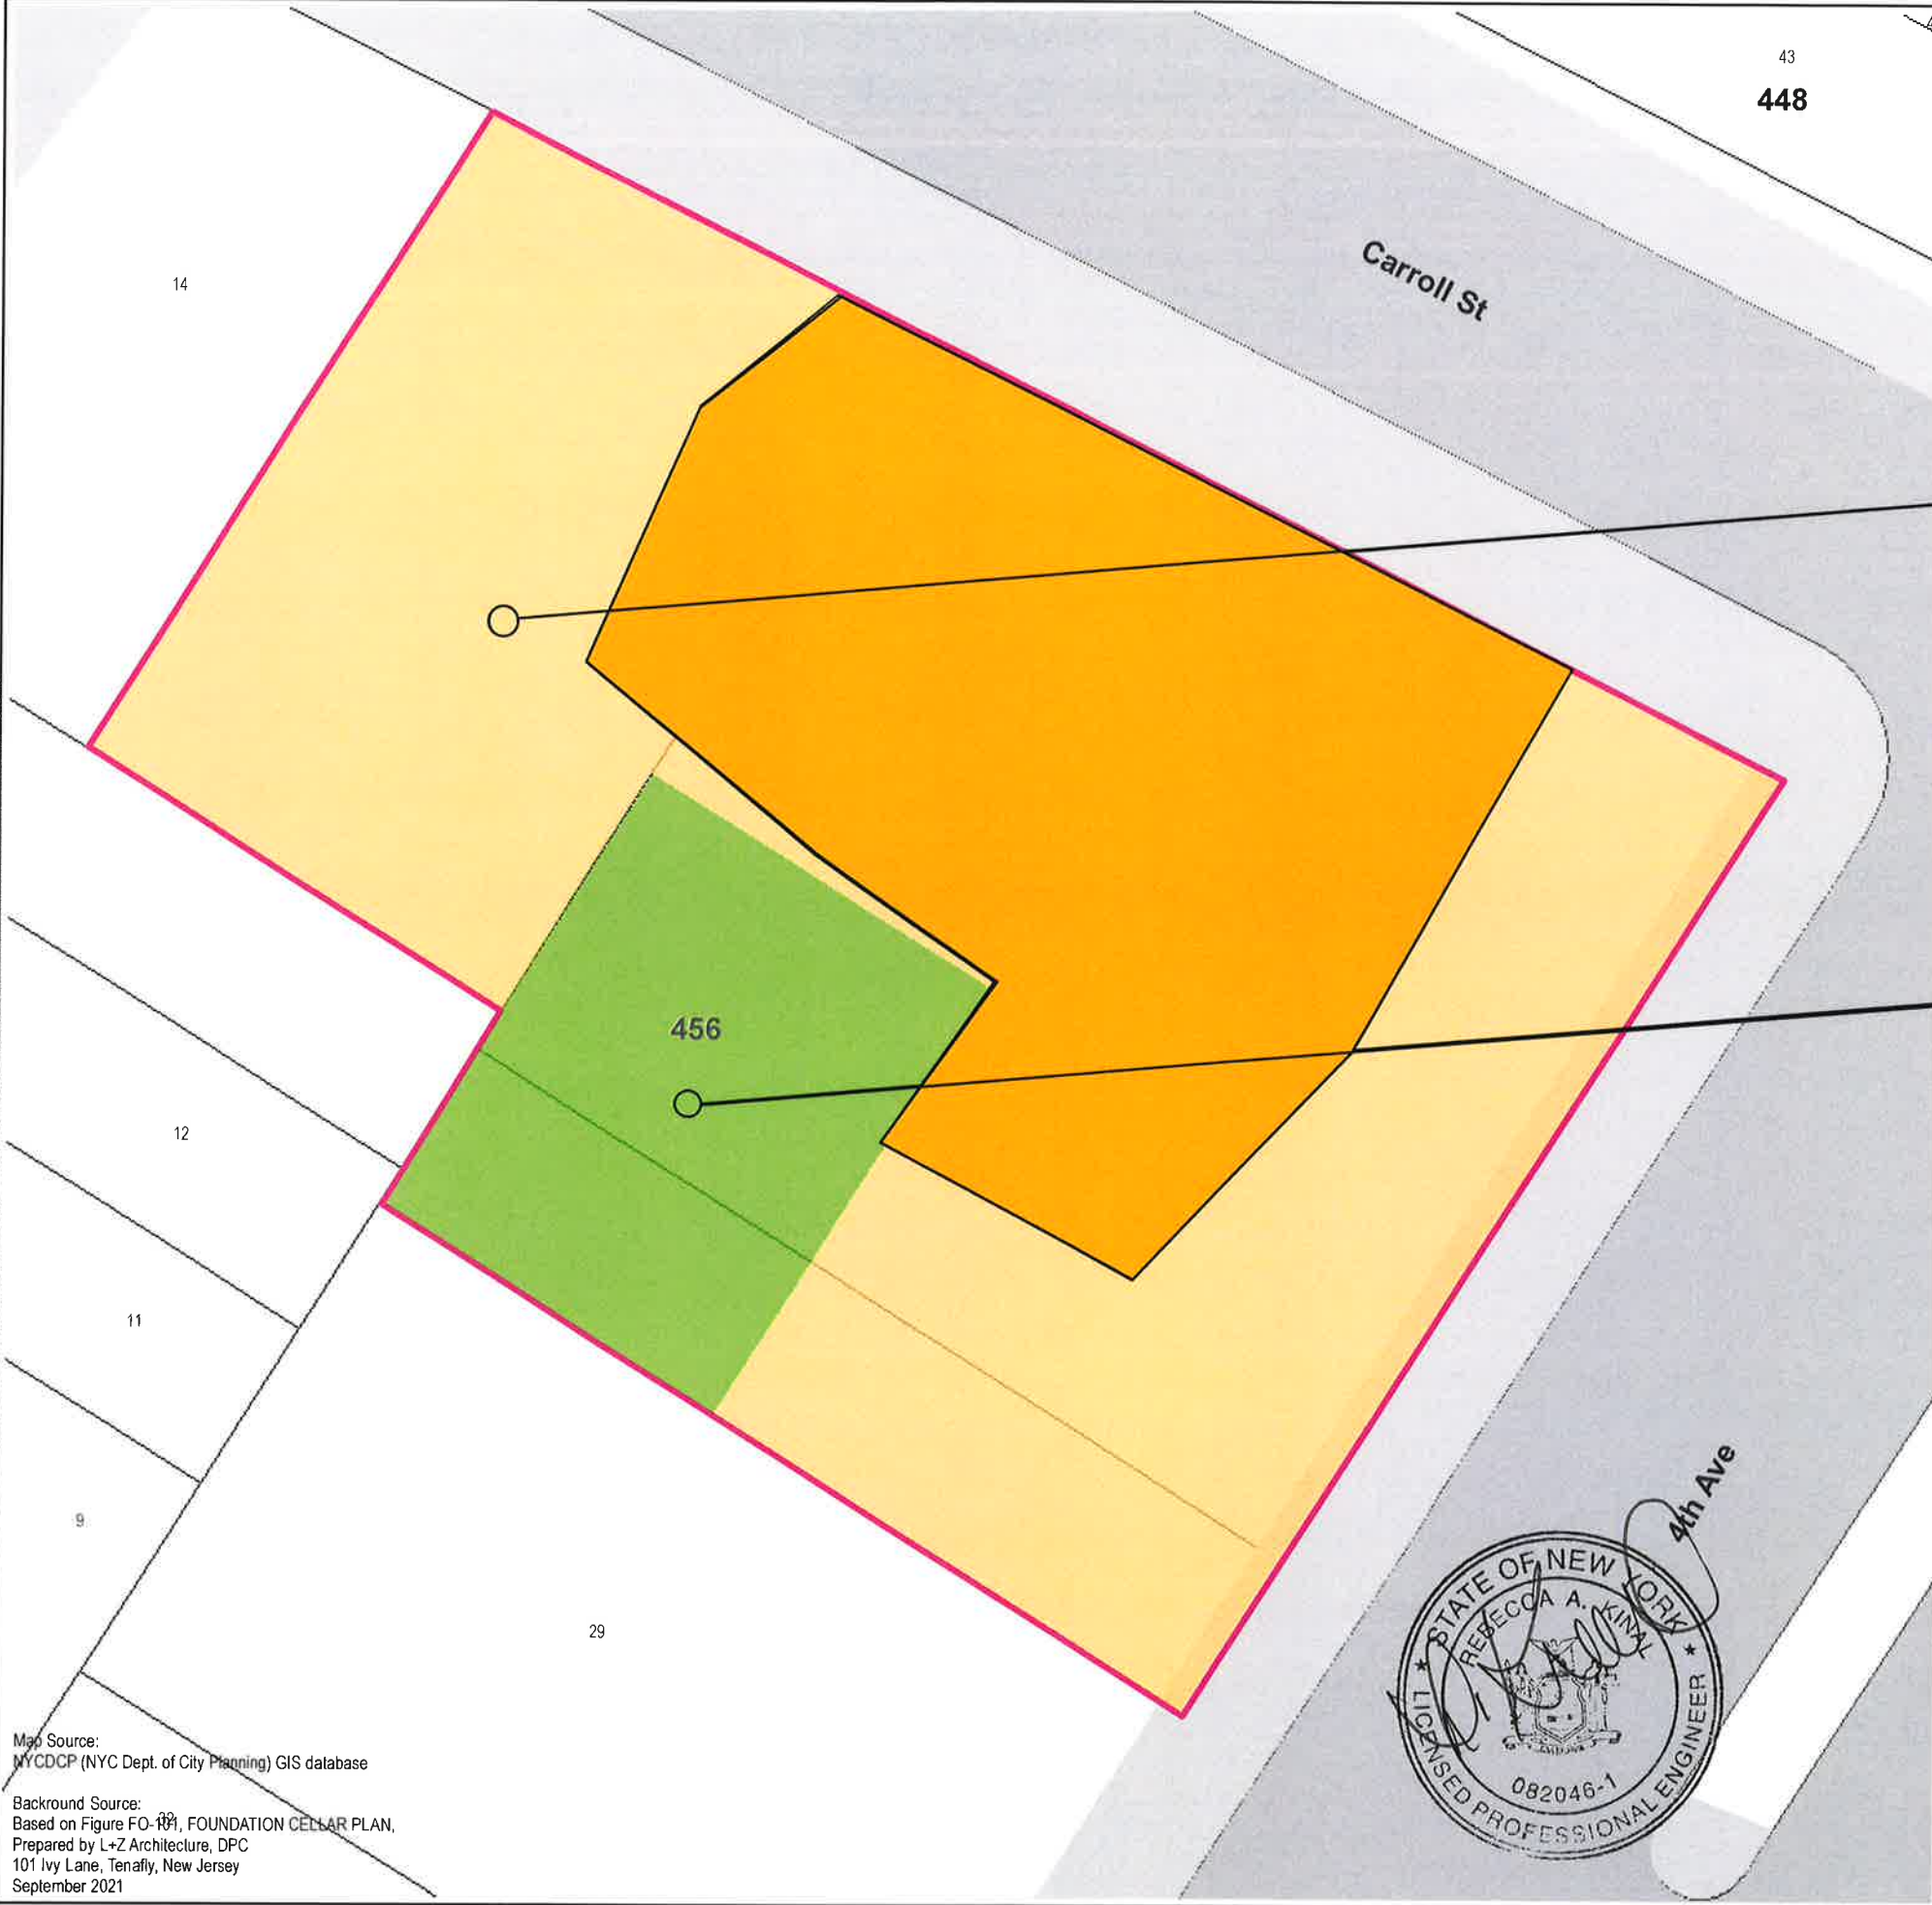 43
448
Carroll St
14
456
12
11
9
29
4th Ave
STATE OF NEW YORK
REBECCA A. KINAL
082046-1
LICENSED PROFESSIONAL ENGINEER
Map Source:
NYCDCP (NYC Dept. of City Planning) GIS database
Backround Source:
32
Based on Figure FO-101, FOUNDATION CELLAR PLAN,
Prepared by L+Z Architecture, DPC
101 Ivy Lane, Tenafly, New Jersey
September 2021